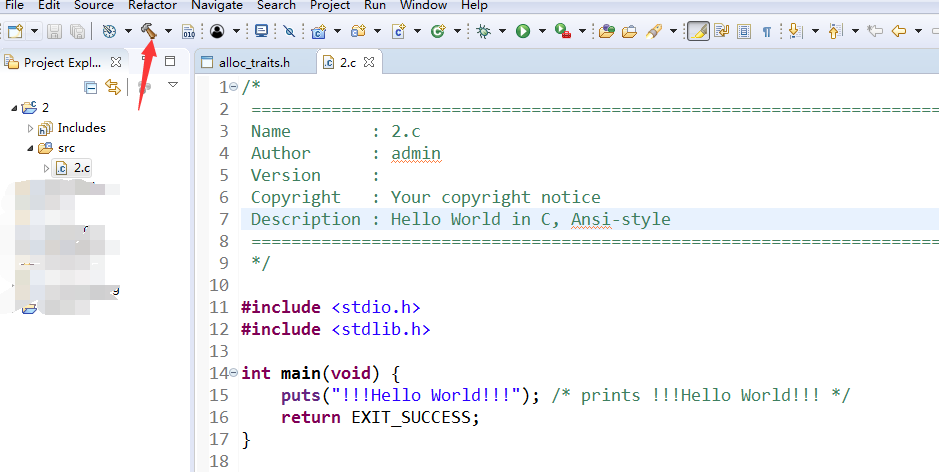 File Edit Source Refactor Navigate Search Project Run Window Help
010
Project Expl...
alloc_traits.h
2.c
2
Includes
src
2.c
1 /*
2 ==========================================================================
3 Name : 2.c
4 Author : admin
5 Version :
6 Copyright : Your copyright notice
7 Description : Hello World in C, Ansi-style
8 ==========================================================================
9 */
10
11 #include <stdio.h>
12 #include <stdlib.h>
13
14 int main(void) {
15 puts("!!!Hello World!!!"); /* prints !!!Hello World!!! */
16 return EXIT_SUCCESS;
17 }
18